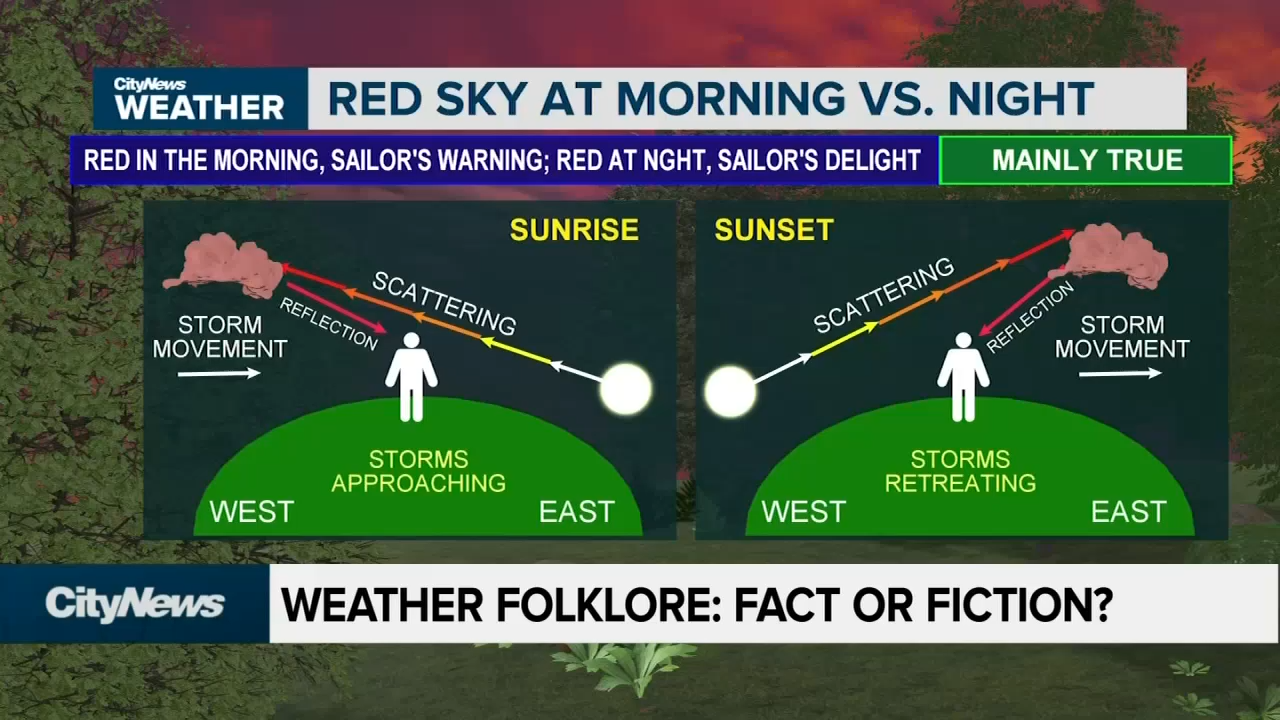 CityNews
WEATHER
RED SKY AT MORNING VS. NIGHT
RED IN THE MORNING, SAILOR'S WARNING; RED AT NGHT, SAILOR'S DELIGHT
MAINLY TRUE
SUNRISE
SCATTERING
REFLECTION
STORM
MOVEMENT
STORMS
APPROACHING
WEST
EAST
SUNSET
SCATTERING
REFLECTION
STORM
MOVEMENT
STORMS
RETREATING
WEST
EAST
CityNews
WEATHER FOLKLORE: FACT OR FICTION?